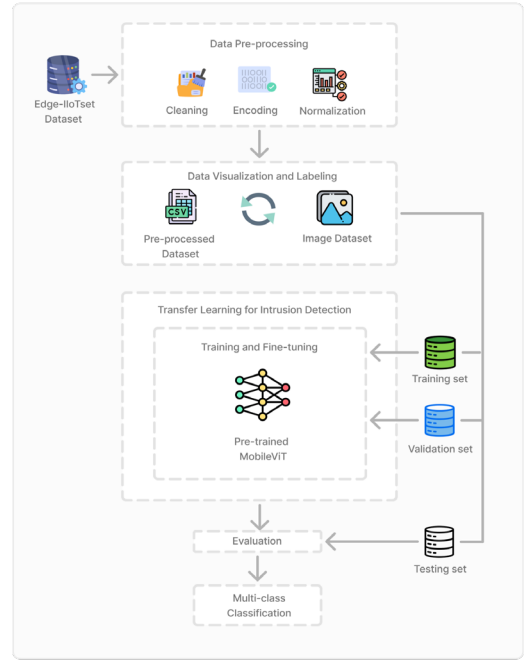 Data Pre-processing
Edge-IIoTset
Dataset
Cleaning
Encoding
Normalization
Data Visualization and Labeling
CSV
Pre-processed
Dataset
Image Dataset
Transfer Learning for Intrusion Detection
Training and Fine-tuning
Pre-trained
MobileViT
Training set
Validation set
Evaluation
Testing set
Multi-class
Classification